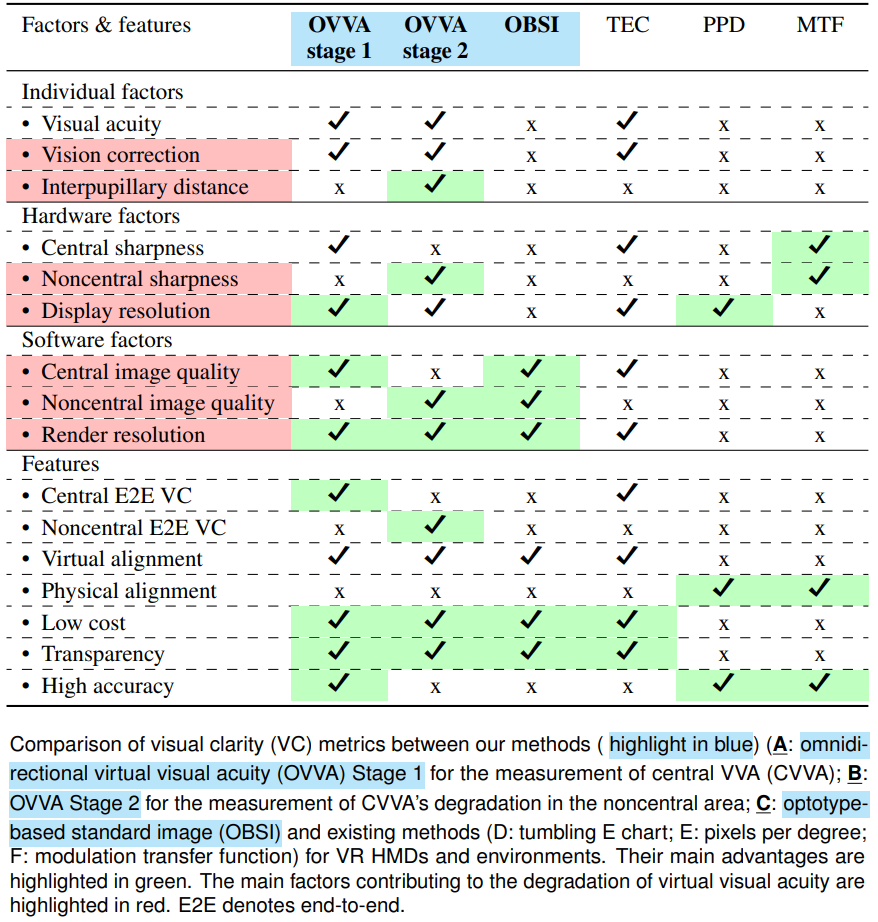 Factors & features OVVA stage 1 OVVA stage 2 OBSI TEC PPD MTF
Individual factors
• Visual acuity ✓ ✓ x ✓ x x
• Vision correction ✓ ✓ x ✓ x x
• Interpupillary distance x ✓ x x x x
Hardware factors
• Central sharpness ✓ x x ✓ x ✓
• Noncentral sharpness x ✓ x x x ✓
• Display resolution ✓ ✓ x ✓ ✓ x
Software factors
• Central image quality ✓ x ✓ ✓ x x
• Noncentral image quality x ✓ ✓ x x x
• Render resolution ✓ ✓ ✓ ✓ x x
Features
• Central E2E VC ✓ x x ✓ x x
• Noncentral E2E VC x ✓ x x x x
• Virtual alignment ✓ ✓ ✓ ✓ x x
• Physical alignment x x x x ✓ ✓
• Low cost ✓ ✓ ✓ ✓ x x
• Transparency ✓ ✓ ✓ ✓ x x
• High accuracy ✓ x x x ✓ ✓
Comparison of visual clarity (VC) metrics between our methods ( highlight in blue) (A: omnidi-
rectional virtual visual acuity (OVVA) Stage 1 for the measurement of central VVA (CVVA); B:
OVVA Stage 2 for the measurement of CVVA's degradation in the noncentral area; C: optotype-
based standard image (OBSI) and existing methods (D: tumbling E chart; E: pixels per degree;
F: modulation transfer function) for VR HMDs and environments. Their main advantages are
highlighted in green. The main factors contributing to the degradation of virtual visual acuity are
highlighted in red. E2E denotes end-to-end.